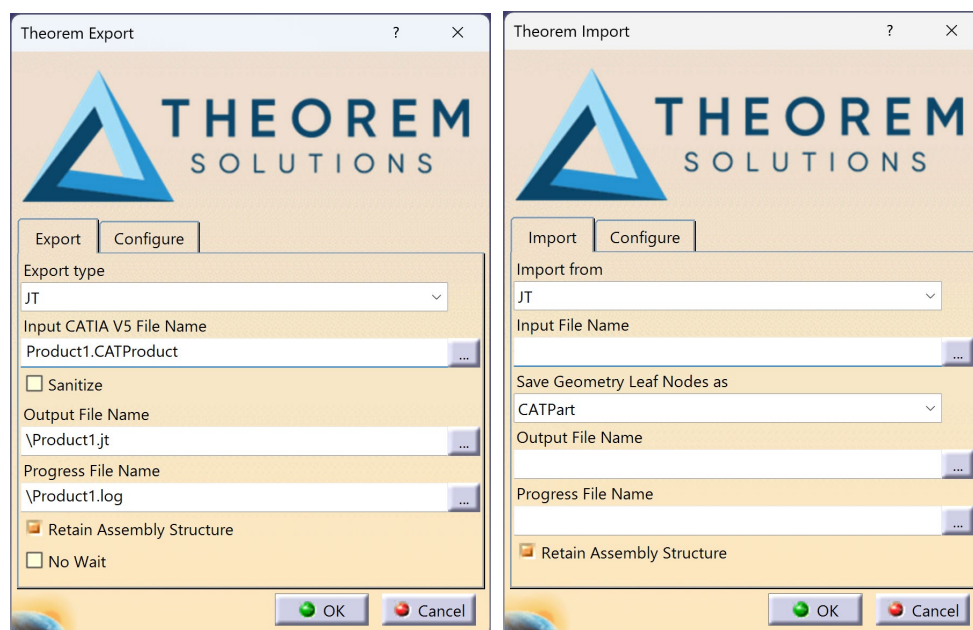 Theorem Export ?
THEOREM
SOLUTIONS
Export Configure
Export type
JT
Input CATIA V5 File Name
Product1.CATProduct
...
Sanitize
Output File Name
\Product1.jt
...
Progress File Name
\Product1.log
...
Retain Assembly Structure
No Wait
OK Cancel
Theorem Import ?
THEOREM
SOLUTIONS
Import Configure
Import from
JT
Input File Name
...
Save Geometry Leaf Nodes as
CATPart
Output File Name
...
Progress File Name
...
Retain Assembly Structure
OK Cancel